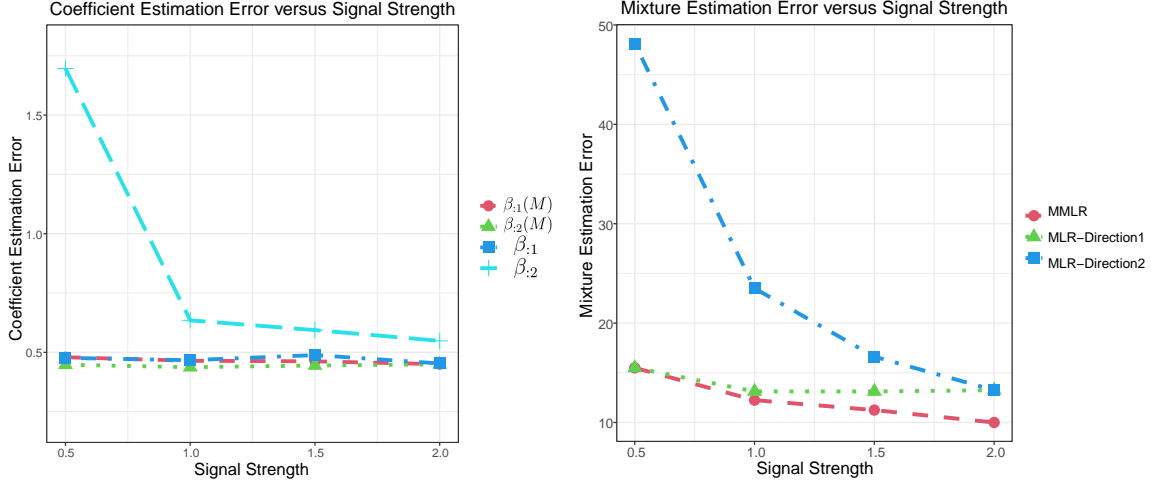 Coefficient Estimation Error versus Signal Strength
Coefficient Estimation Error
1.5
1.0
0.5
0.5 1.0 1.5 2.0
Signal Strength
β:1(M)
β:2(M)
β:1
β:2
Mixture Estimation Error versus Signal Strength
Mixture Estimation Error
50
40
30
20
10
0.5 1.0 1.5 2.0
Signal Strength
MMLR
MLR−Direction1
MLR−Direction2